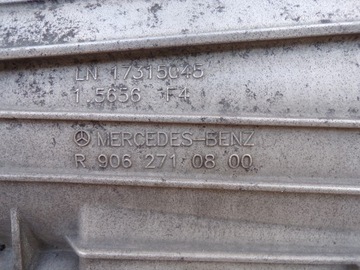 LN 17315045
1.5656 F4
MERCEDES-BENZ
R 906 271 08 00